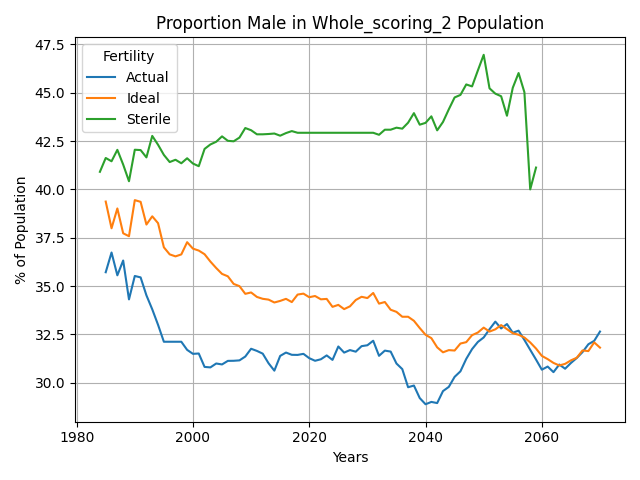 Proportion Male in Whole_scoring_2 Population
47.5
45.0
42.5
40.0
37.5
35.0
32.5
30.0
% of Population
Fertility
Actual
Ideal
Sterile
1980 2000 2020 2040 2060
Years